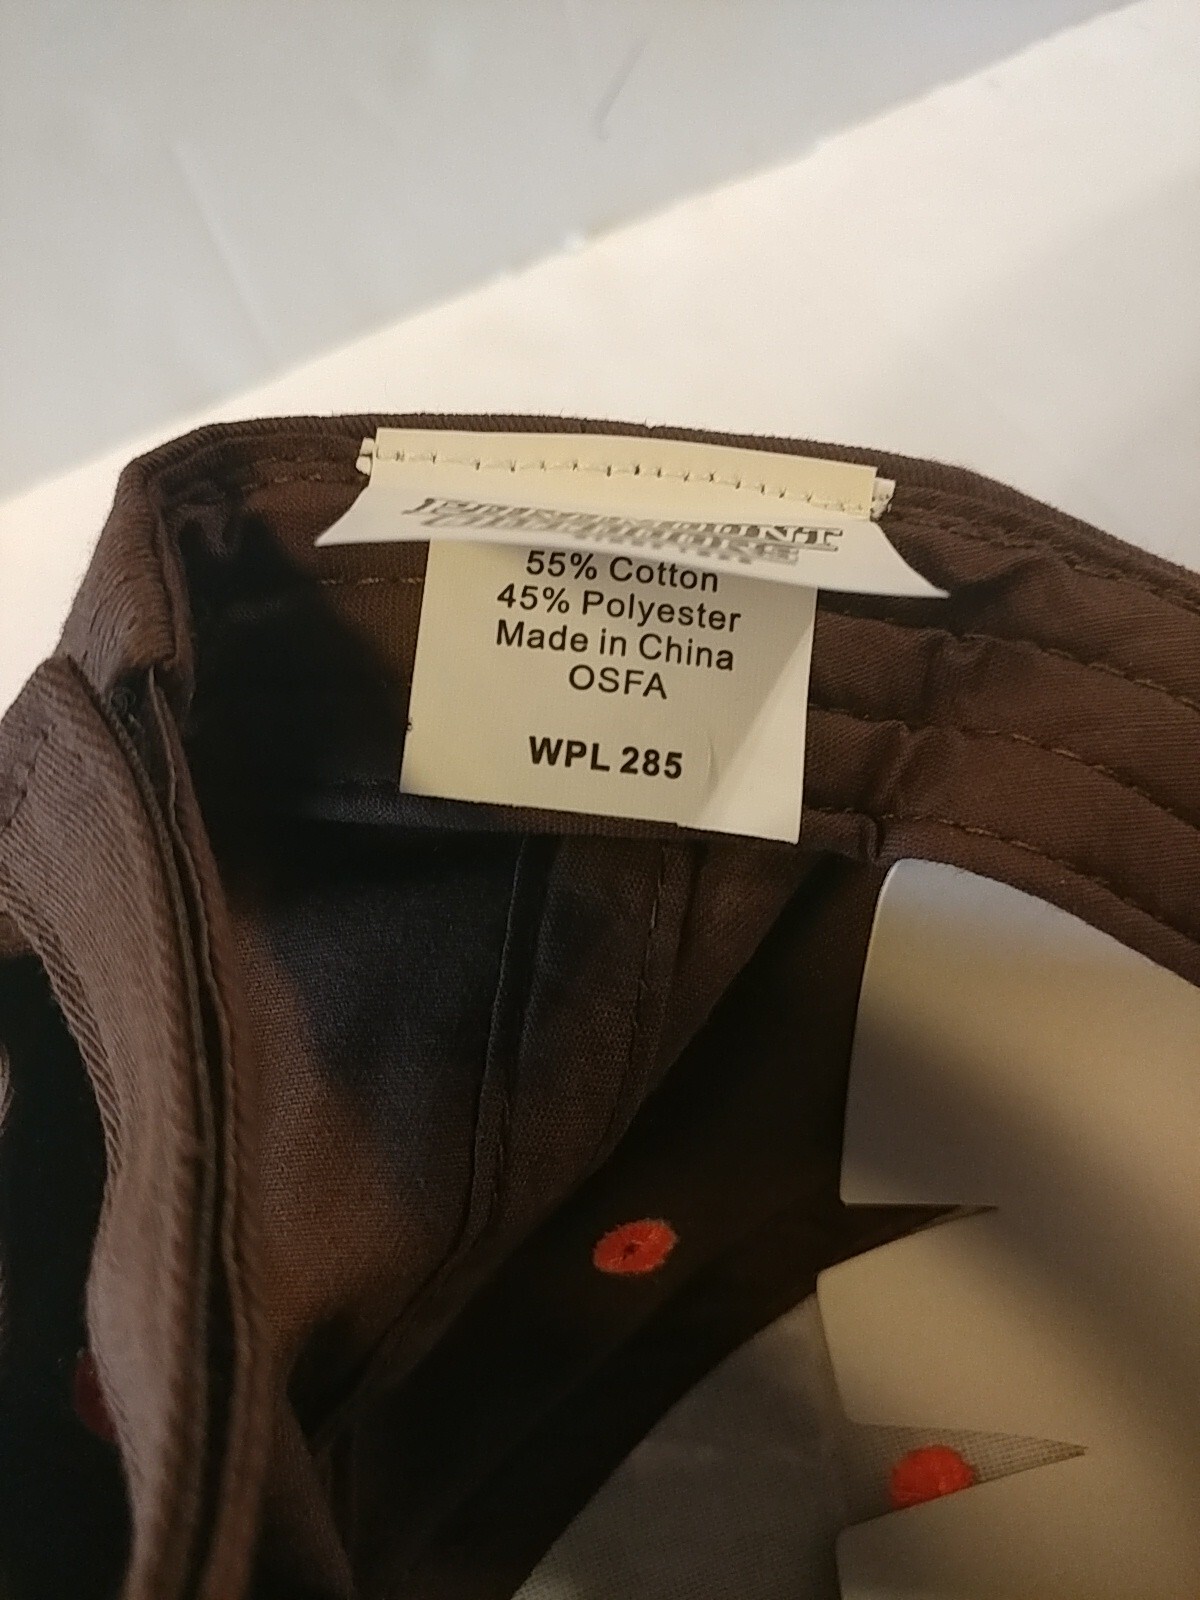 55% Cotton
45% Polyester
Made in China
OSFA
WPL 285